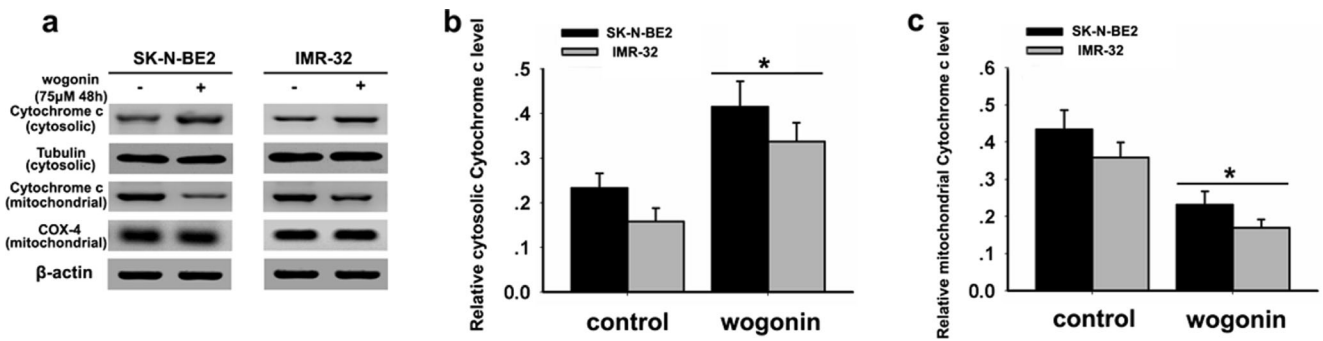 a
SK-N-BE2 IMR-32
wogonin
(75μM 48h)
- + - +
Cytochrome c
(cytosolic)
Tubulin
(cytosolic)
Cytochrome c
(mitochondrial)
COX-4
(mitochondrial)
β-actin
b
SK-N-BE2
IMR-32
Relative cytosolic Cytochrome c level
.5
.4
.3
.2
.1
0.0
*
control wogonin
c
SK-N-BE2
IMR-32
Relative mitochondrial Cytochrome c level
.6
.5
.4
.3
.2
.1
0.0
*
control wogonin